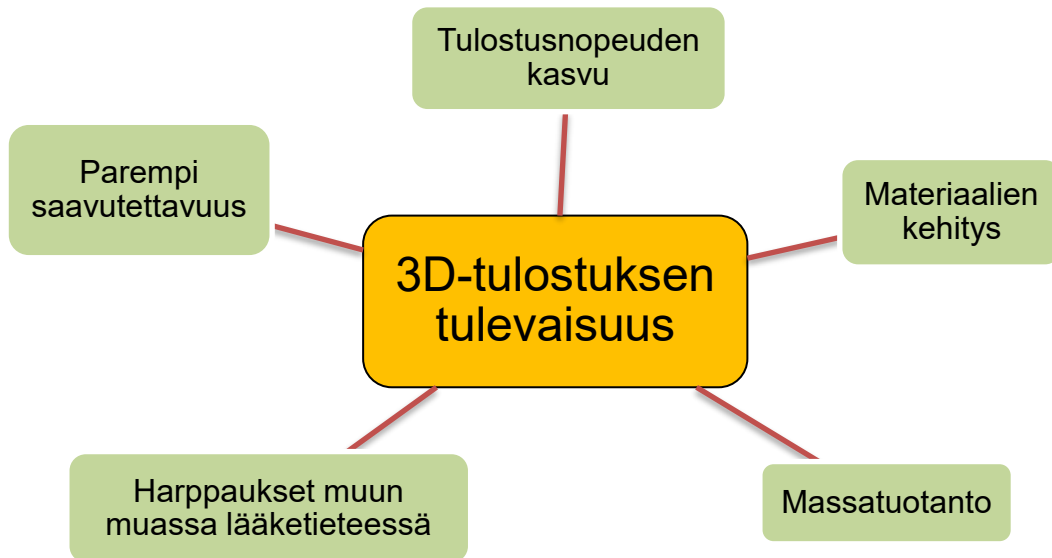 Tulostusnopeuden
kasvu
Parempi
saavutettavuus
Materiaalien
kehitys
3D-tulostuksen
tulevaisuus
Harppaukset muun
muassa lääketieteessä
Massatuotanto